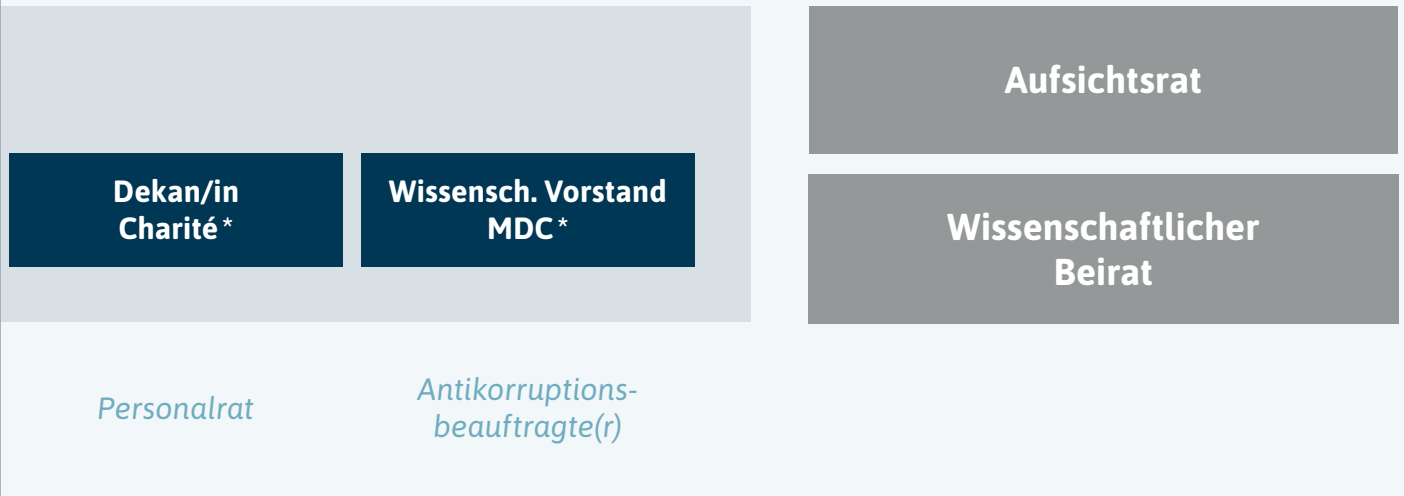 Dekan/in
Charité *
Wissensch. Vorstand
MDC *
Aufsichtsrat
Wissenschaftlicher
Beirat
Personalrat
Antikorruptions-
beauftragte(r)